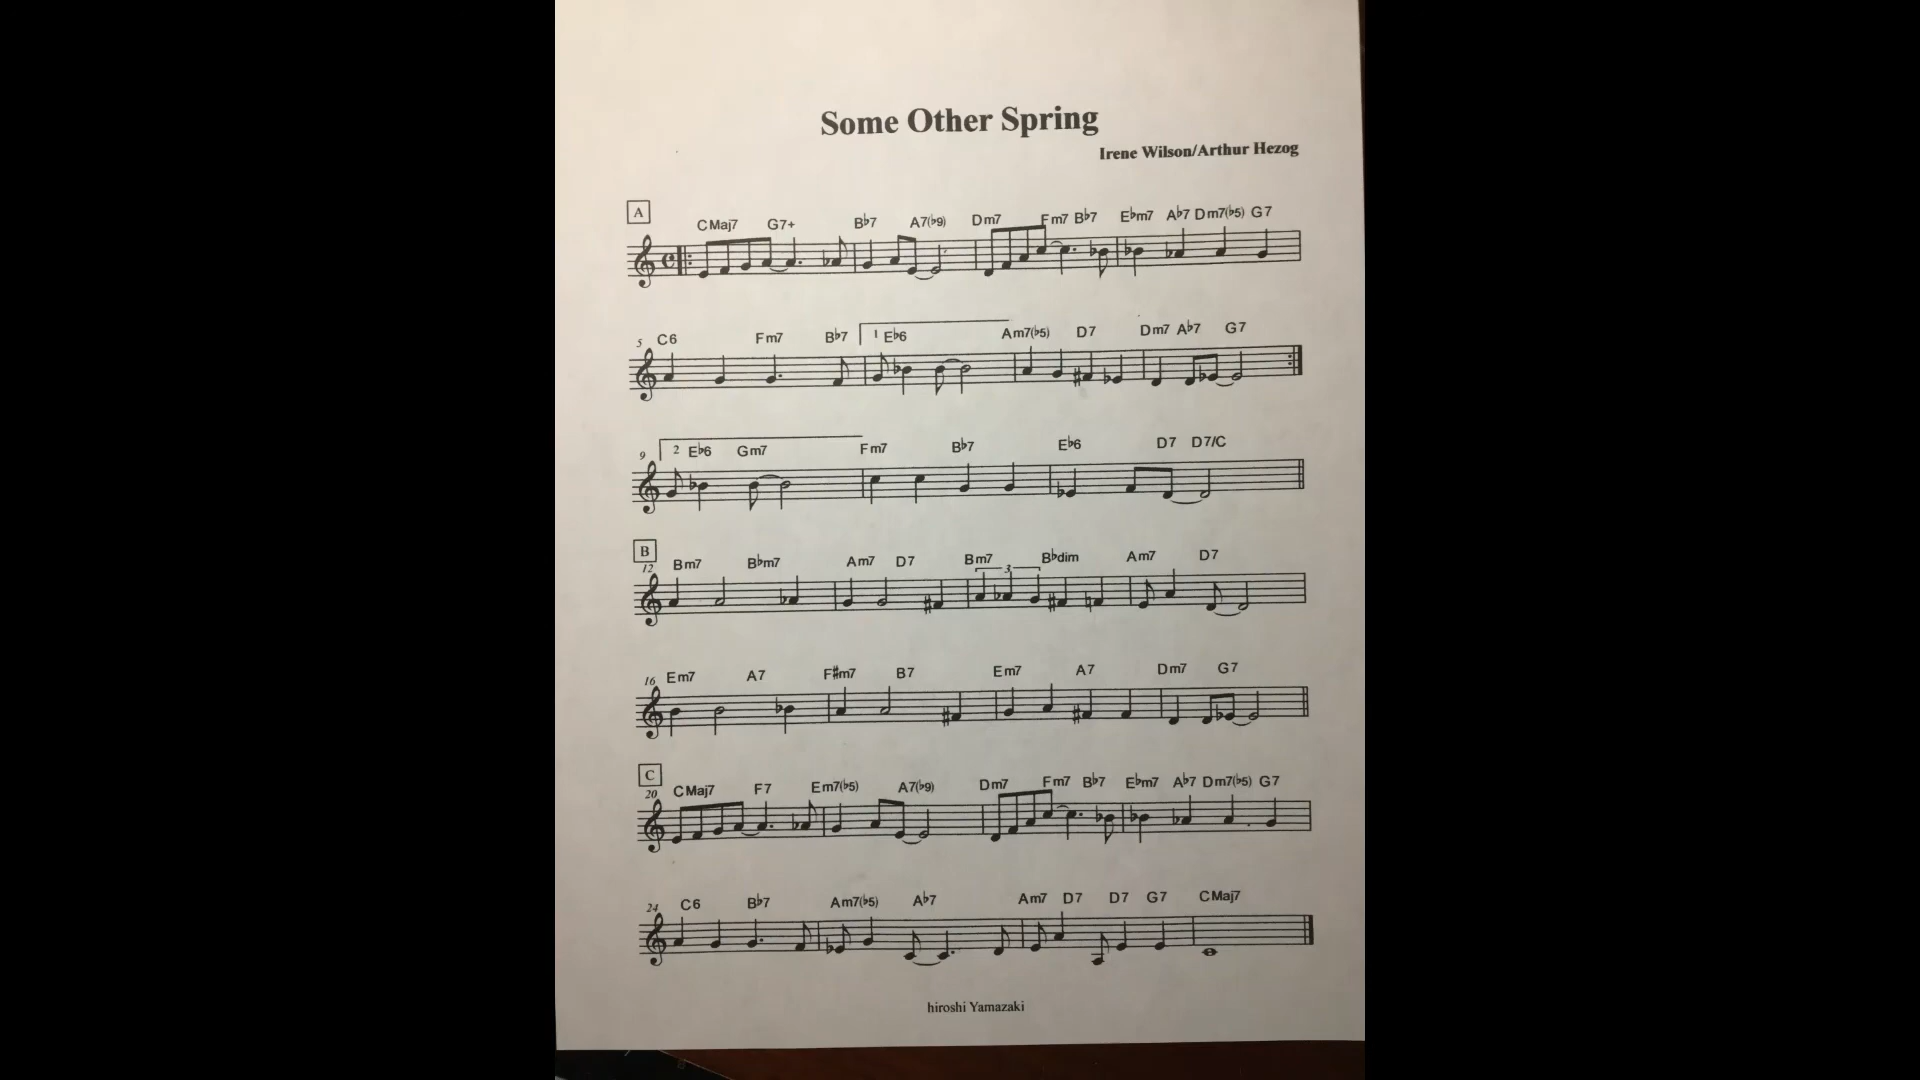 Some Other Spring
Irene Wilson/Arthur Hezog
A
CMaj7 G7+ B♭7 A7(♭9) Dm7 Fm7 B♭7 E♭m7 A♭7 Dm7(♭5) G7
5 C6 Fm7 B♭7 1 E♭6 Am7(♭5) D7 Dm7 A♭7 G7
9 2 E♭6 Gm7 Fm7 B♭7 E♭6 D7 D7/C
B
12 Bm7 B♭m7 Am7 D7 Bm7 B♭dim Am7 D7
3
16 Em7 A7 F#m7 B7 Em7 A7 Dm7 G7
C
20 CMaj7 F7 Em7(♭5) A7(♭9) Dm7 Fm7 B♭7 E♭m7 A♭7 Dm7(♭5) G7
24 C6 B♭7 Am7(♭5) A♭7 Am7 D7 D7 G7 CMaj7
hiroshi Yamazaki